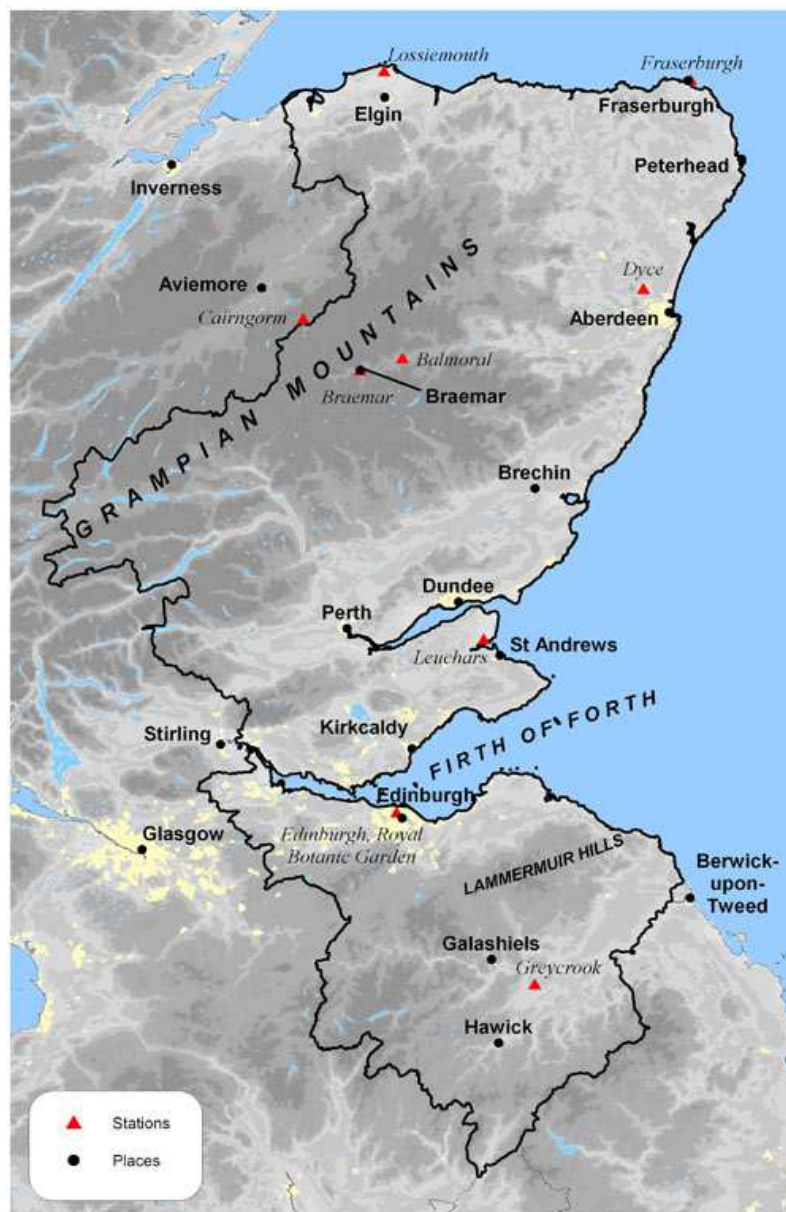 Lossiemouth
Fraserburgh
Elgin
Fraserburgh
Inverness
Peterhead
Aviemore
Dyce
Cairngorm
Aberdeen
GRAMPIAN MOUNTAINS
Balmoral
Braemar
Braemar
Brechin
Dundee
Perth
St Andrews
Leuchars
Stirling
Kirkcaldy
FIRTH OF FORTH
Edinburgh
Glasgow
Edinburgh, Royal
Botanic Garden
LAMMERMUIR HILLS
Berwick-
upon-
Tweed
Galashiels
Greycrook
Hawick
Stations
Places